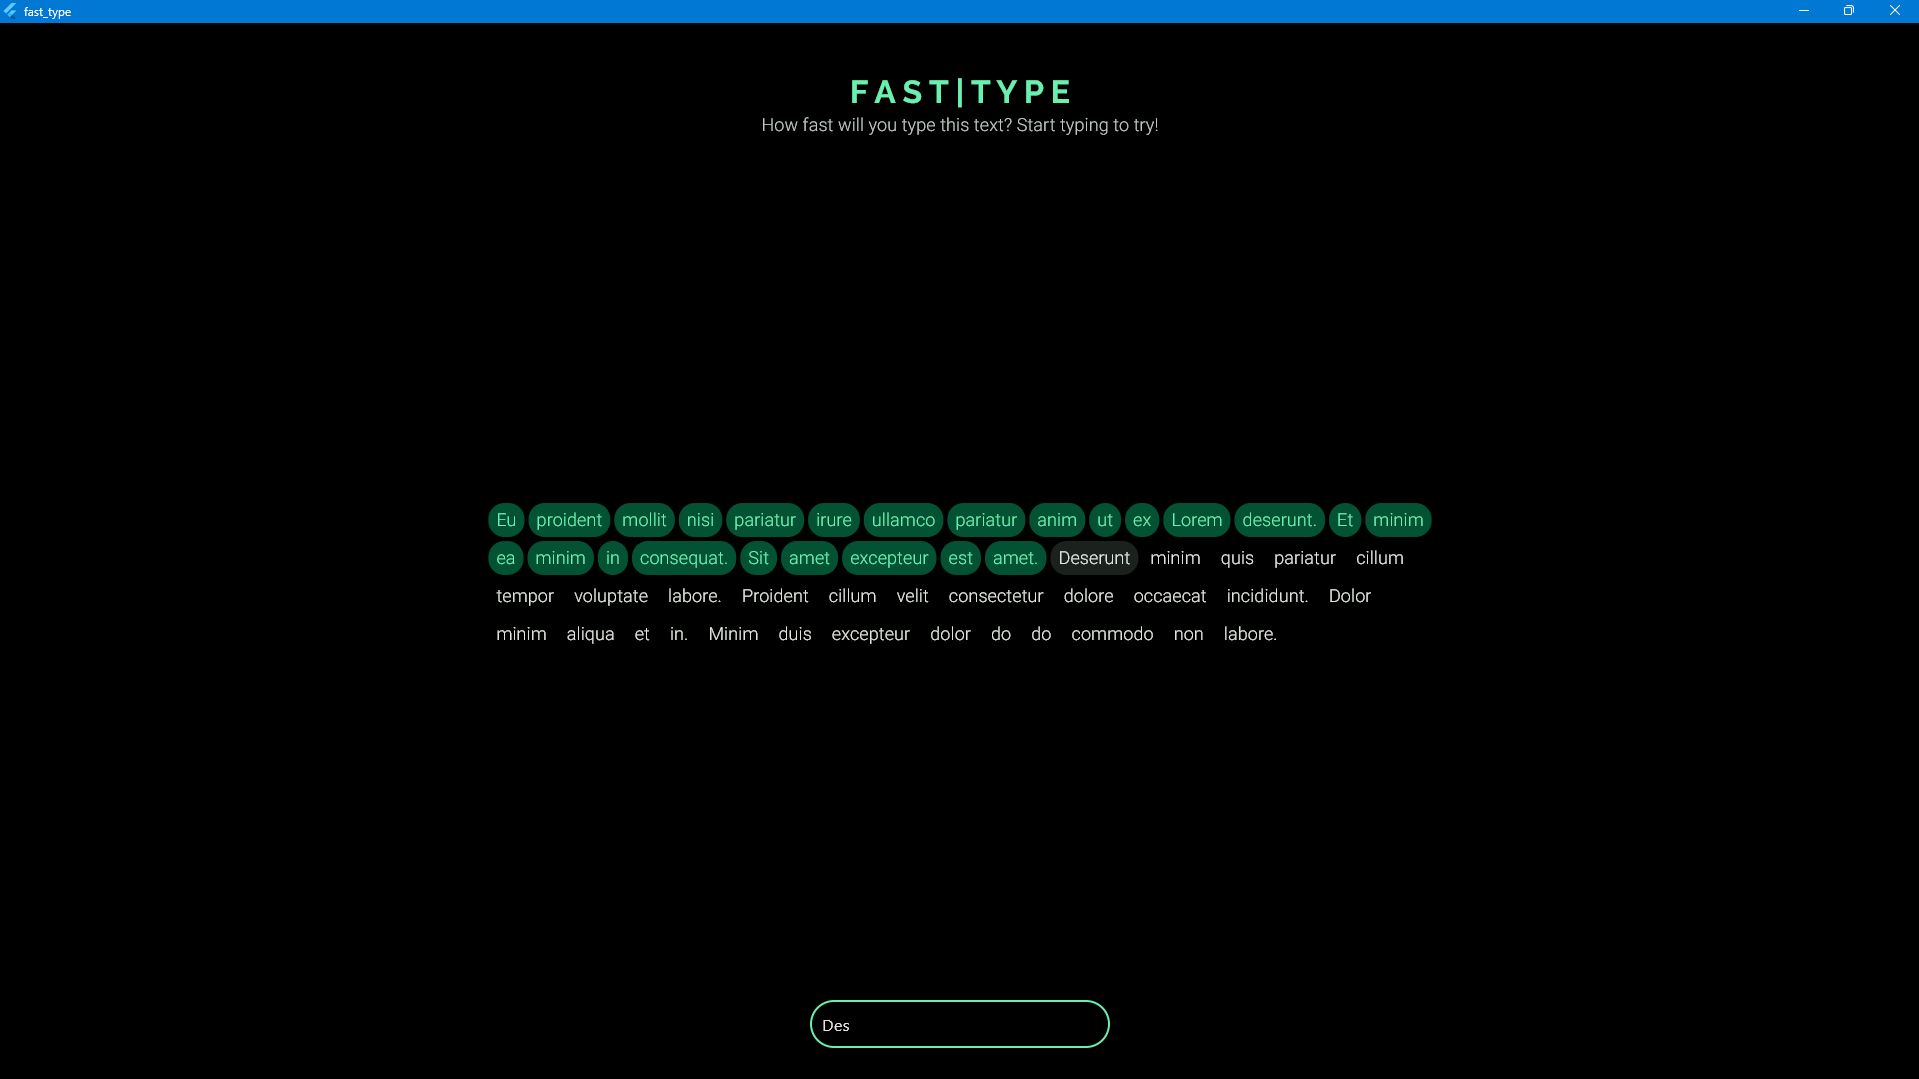 fast_type
FAST|TYPE
How fast will you type this text? Start typing to try!
Eu proident mollit nisi pariatur irure ullamco pariatur anim ut ex Lorem deserunt. Et minim
ea minim in consequat. Sit amet excepteur est amet. Deserunt minim quis pariatur cillum
tempor voluptate labore. Proident cillum velit consectetur dolore occaecat incididunt. Dolor
minim aliqua et in. Minim duis excepteur dolor do do commodo non labore.
Des